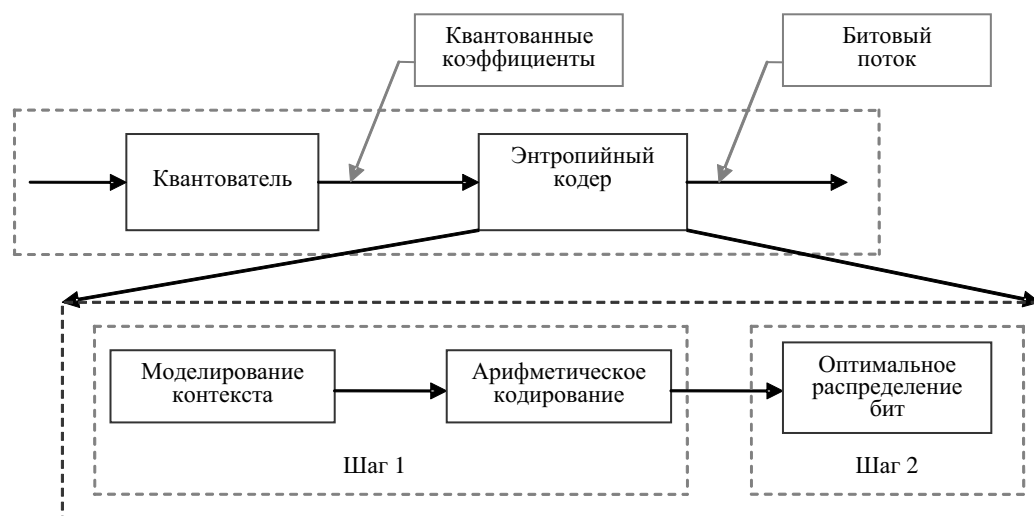 Квантованные
коэффициенты
Битовый
поток
Квантователь
Энтропийный
кодер
Моделирование
контекста
Арифметическое
кодирование
Оптимальное
распределение
бит
Шаг 1
Шаг 2